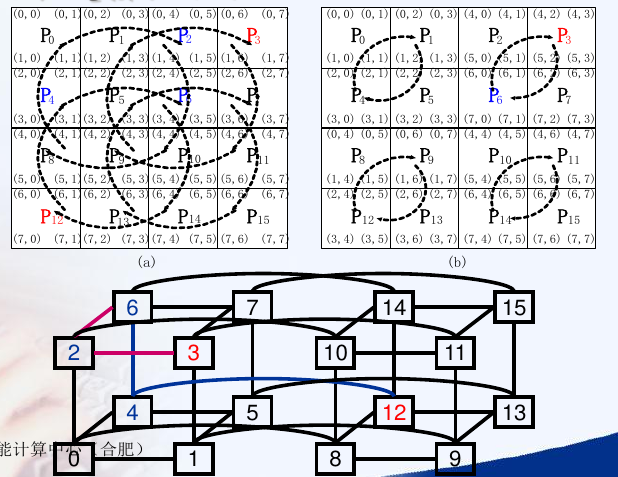 (0,0) (0,1) (0,2) (0,3) (0,4) (0,5) (0,6) (0,7)
P0 P1 P2 P3
(1,0) (1,1) (1,2) (1,3) (1,4) (1,5) (1,6) (1,7)
(2,0) (2,1) (2,2) (2,3) (2,4) (2,5) (2,6) (2,7)
P4 P5 P6 P7
(3,0) (3,1) (3,2) (3,3) (3,4) (3,5) (3,6) (3,7)
(4,0) (4,1) (4,2) (4,3) (4,4) (4,5) (4,6) (4,7)
P8 P9 P10 P11
(5,0) (5,1) (5,2) (5,3) (5,4) (5,5) (5,6) (5,7)
(6,0) (6,1) (6,2) (6,3) (6,4) (6,5) (6,6) (6,7)
P12 P13 P14 P15
(7,0) (7,1) (7,2) (7,3) (7,4) (7,5) (7,6) (7,7)
(a)
(0,0) (0,1) (0,2) (0,3) (4,0) (4,1) (4,2) (4,3)
P0 P1 P2 P3
(1,0) (1,1) (1,2) (1,3) (5,0) (5,1) (5,2) (5,3)
(2,0) (2,1) (2,2) (2,3) (6,0) (6,1) (6,2) (6,3)
P4 P5 P6 P7
(3,0) (3,1) (3,2) (3,3) (7,0) (7,1) (7,2) (7,3)
(0,4) (0,5) (0,6) (0,7) (4,4) (4,5) (4,6) (4,7)
P8 P9 P10 P11
(1,4) (1,5) (1,6) (1,7) (5,4) (5,5) (5,6) (5,7)
(2,4) (2,5) (2,6) (2,7) (6,4) (6,5) (6,6) (6,7)
P12 P13 P14 P15
(3,4) (3,5) (3,6) (3,7) (7,4) (7,5) (7,6) (7,7)
(b)
6 7 14 15
2 3 10 11
4 5 12 13
能计算中心（合肥）
0 1 8 9